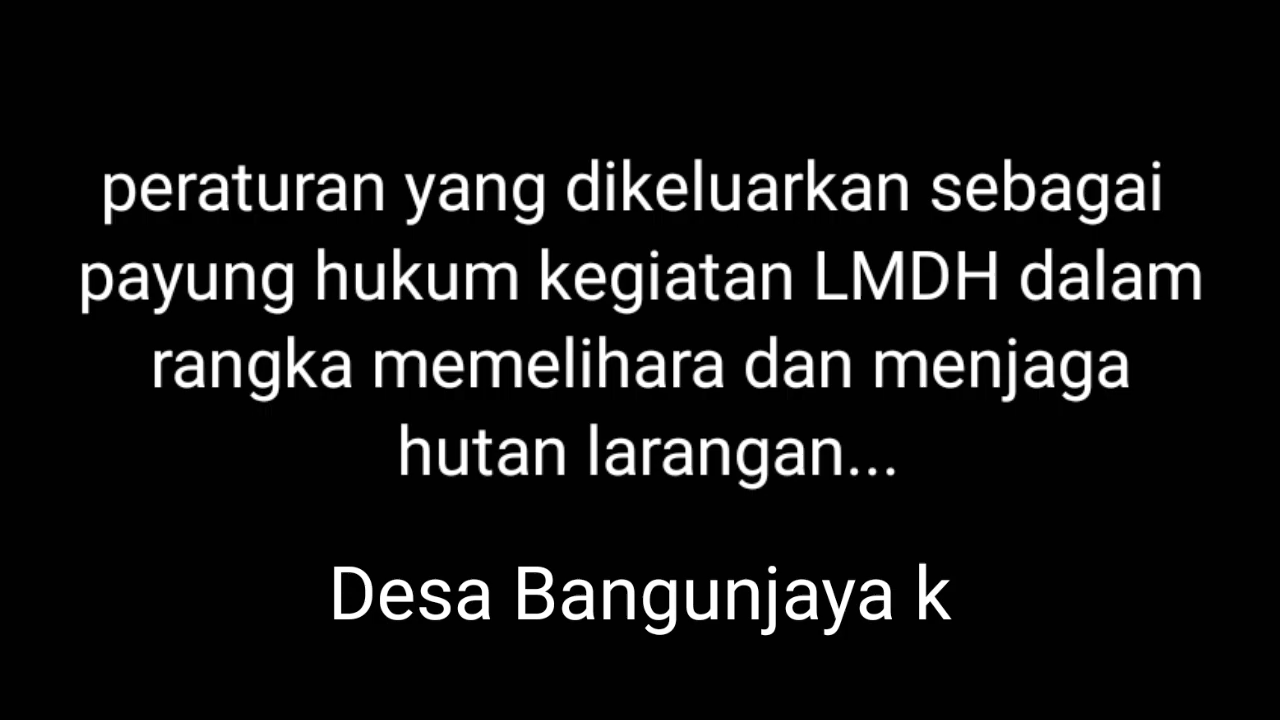 peraturan yang dikeluarkan sebagai
payung hukum kegiatan LMDH dalam
rangka memelihara dan menjaga
hutan larangan...
Desa Bangunjaya k